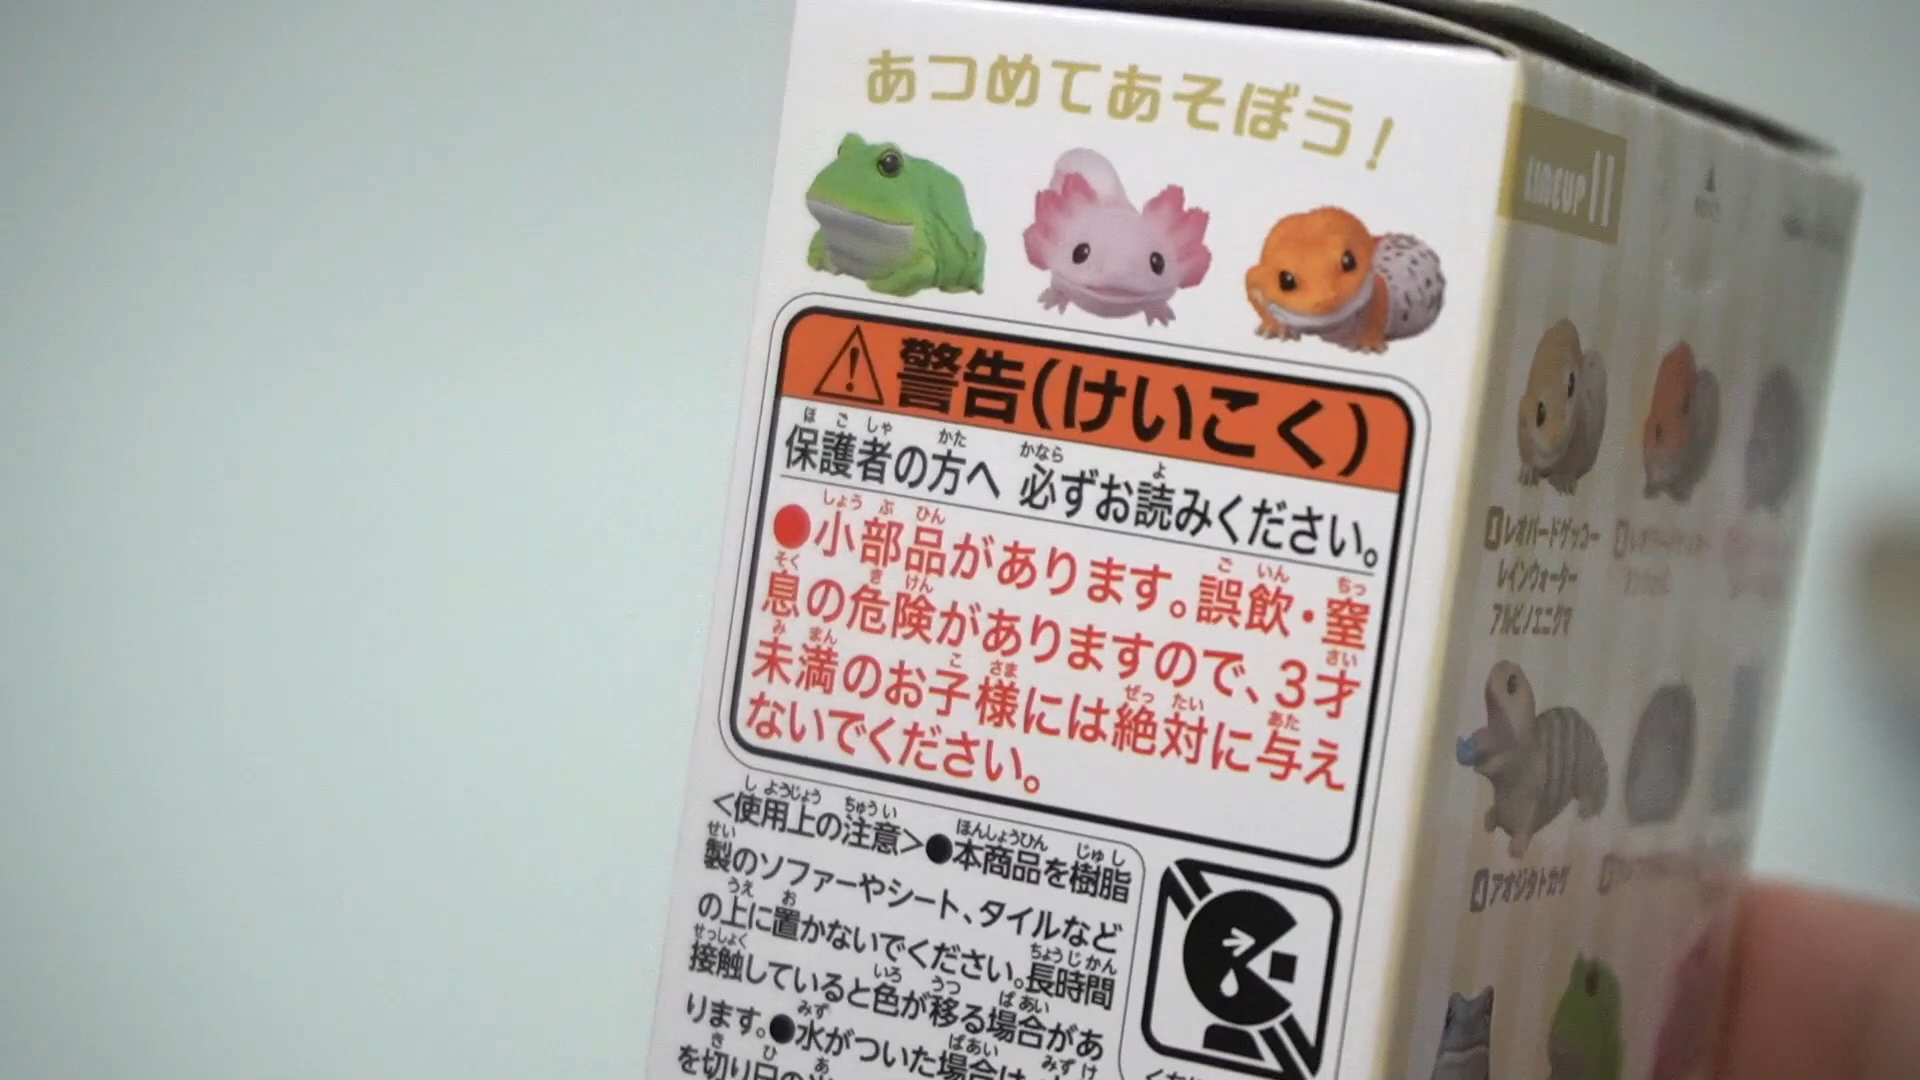 あつめてあそぼう！
警告(けいこく)
保護者の方へ 必ずお読みください。
●小部品があります。誤飲・窒
息の危険がありますので、3才
未満のお子様には絶対に与え
ないでください。
<使用上の注意>●本商品を樹脂
製のソファーやシート、タイルなど
の上に置かないでください。長時間
接触していると色が移る場合があ
ります。●水がついた場合は
を切り
LINEUP 11
1レオパードゲッコー
レインウォーター
アルビノエニグマ
4アオジタトカゲ